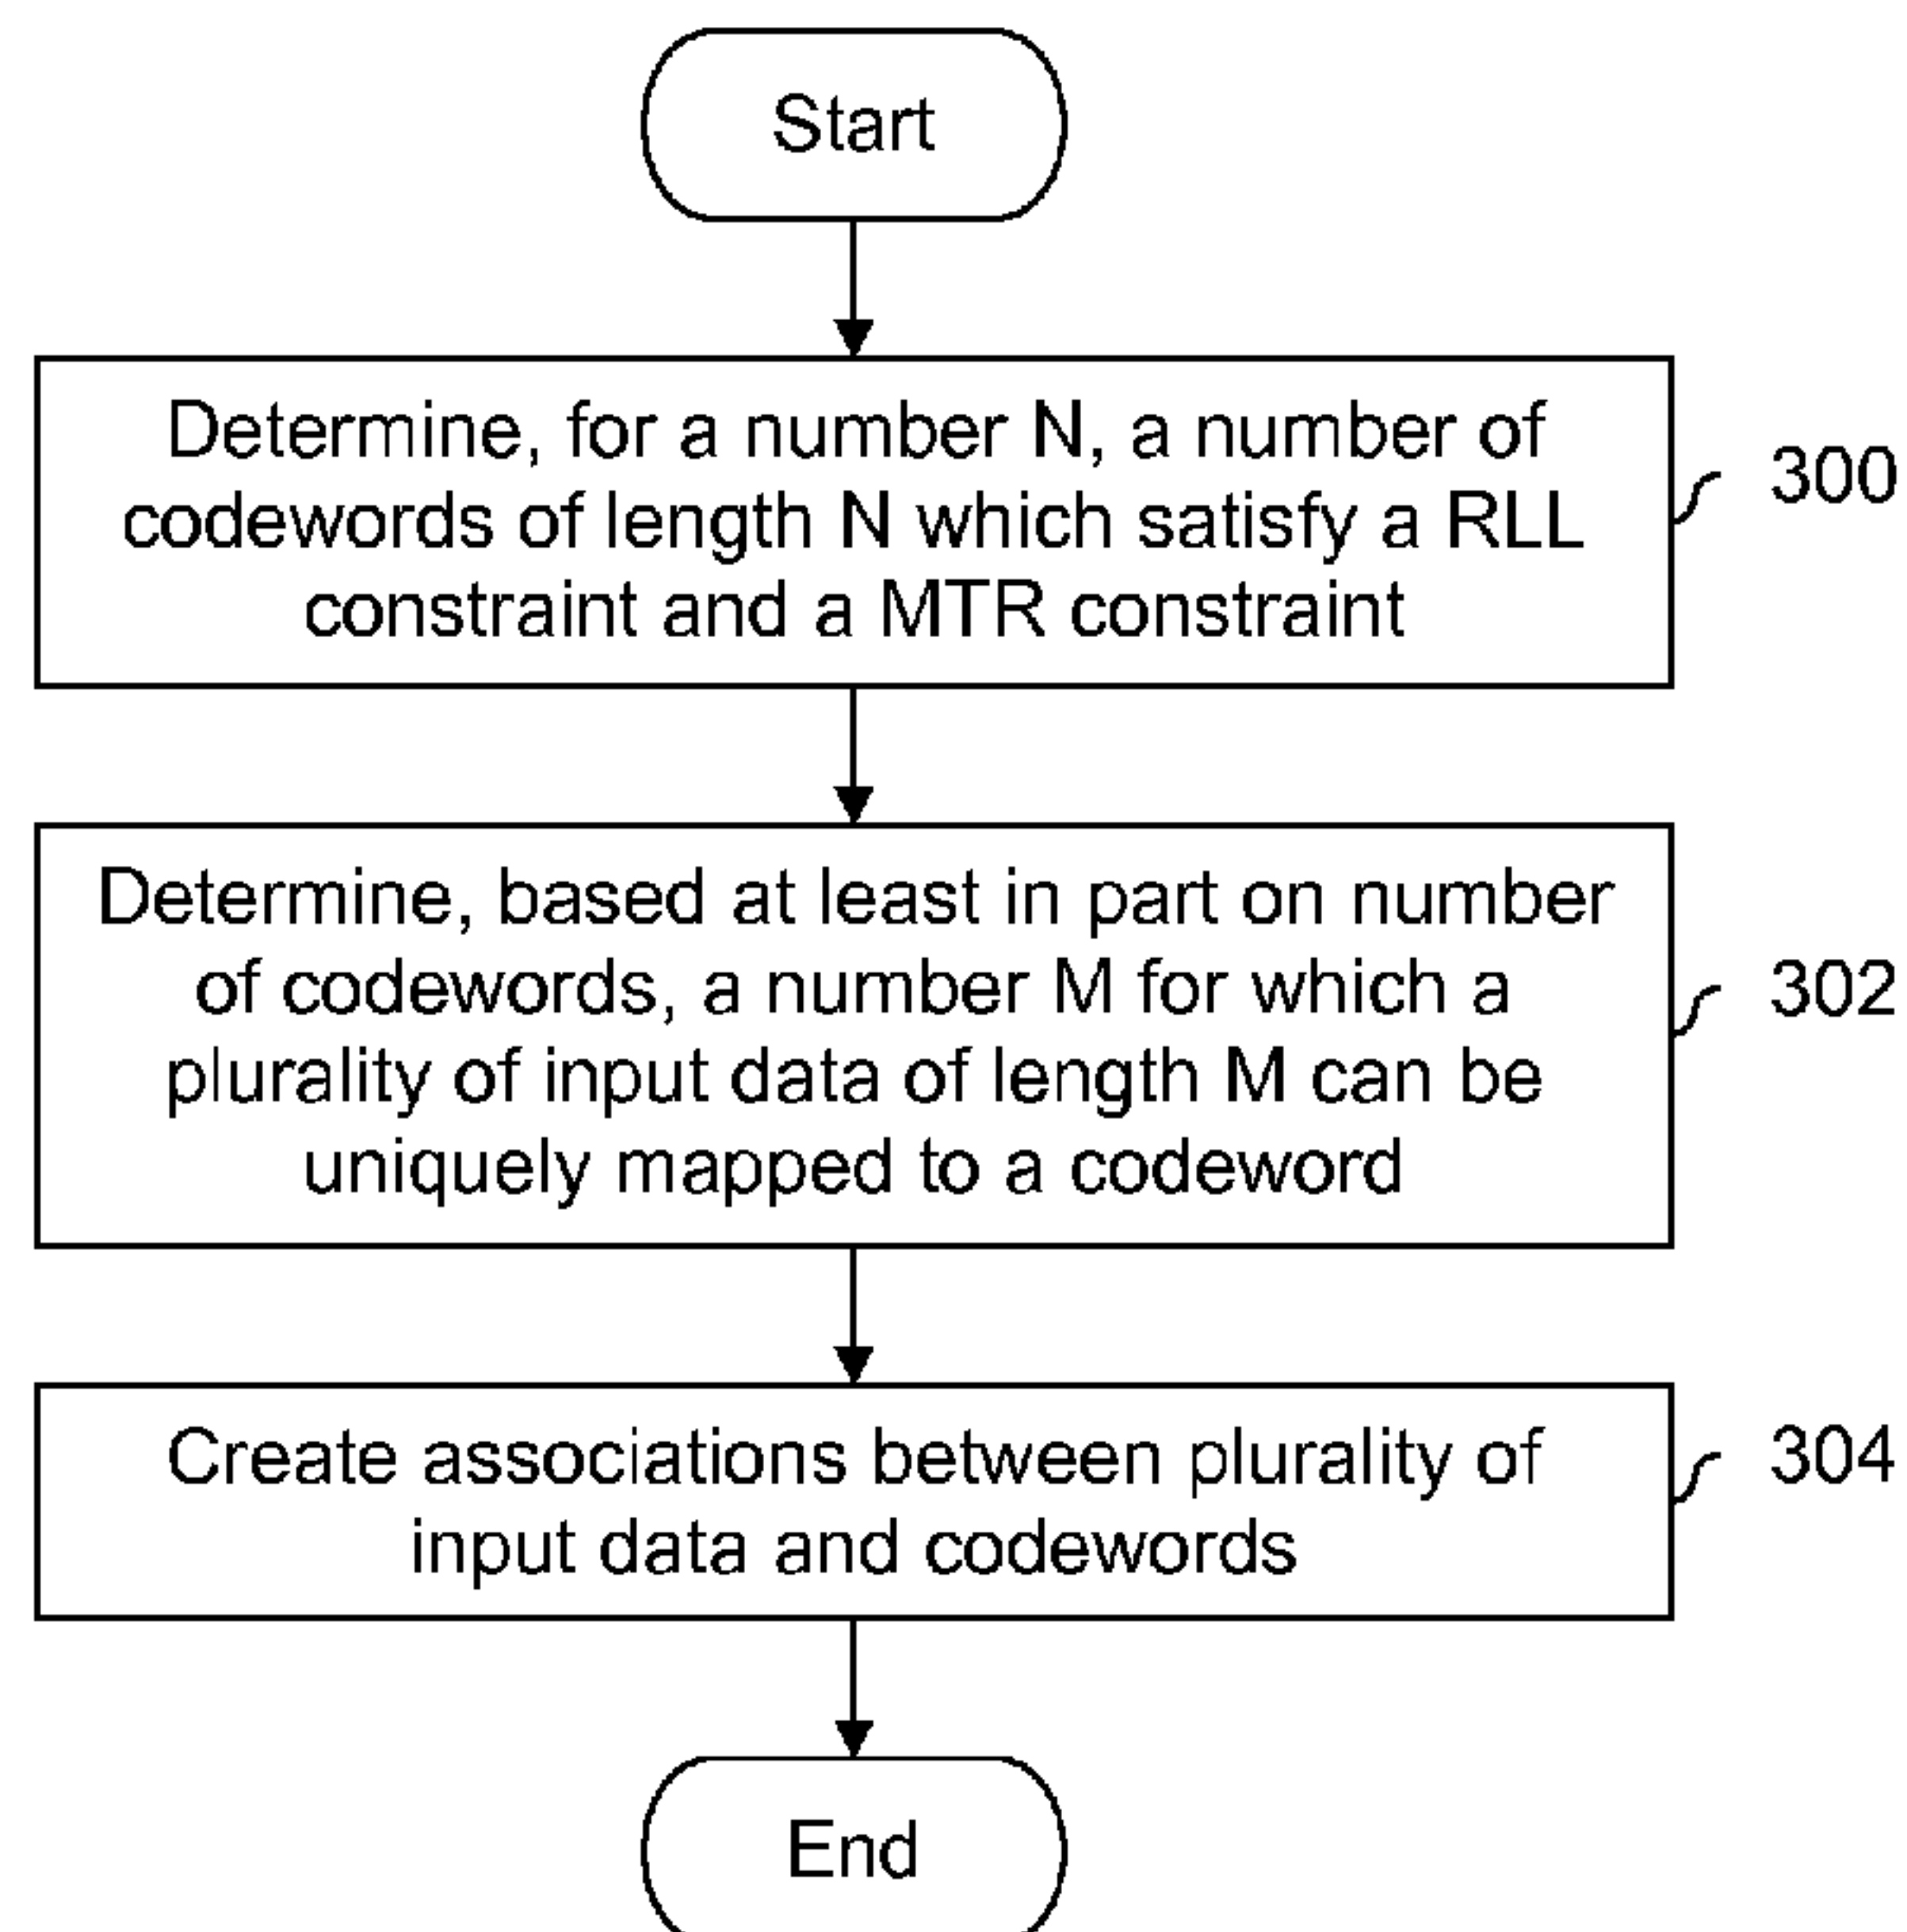 Start
Determine, for a number N, a number of
codewords of length N which satisfy a RLL
constraint and a MTR constraint
300
Determine, based at least in part on number
of codewords, a number M for which a
plurality of input data of length M can be
uniquely mapped to a codeword
302
Create associations between plurality of
input data and codewords
304
End